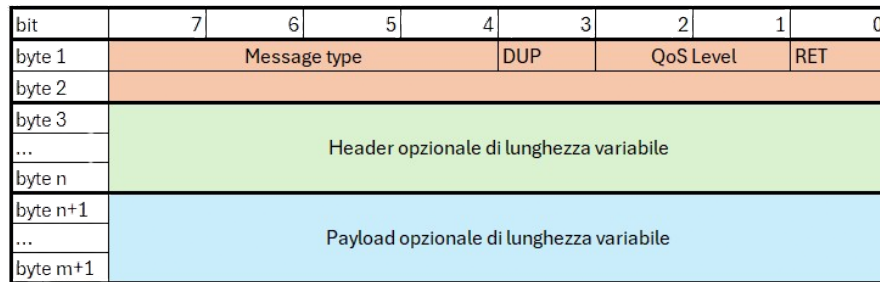 bit 7 6 5 4 3 2 1 0
byte 1 Message type DUP QoS Level RET
byte 2
byte 3
... Header opzionale di lunghezza variabile
byte n
byte n+1
... Payload opzionale di lunghezza variabile
byte m+1